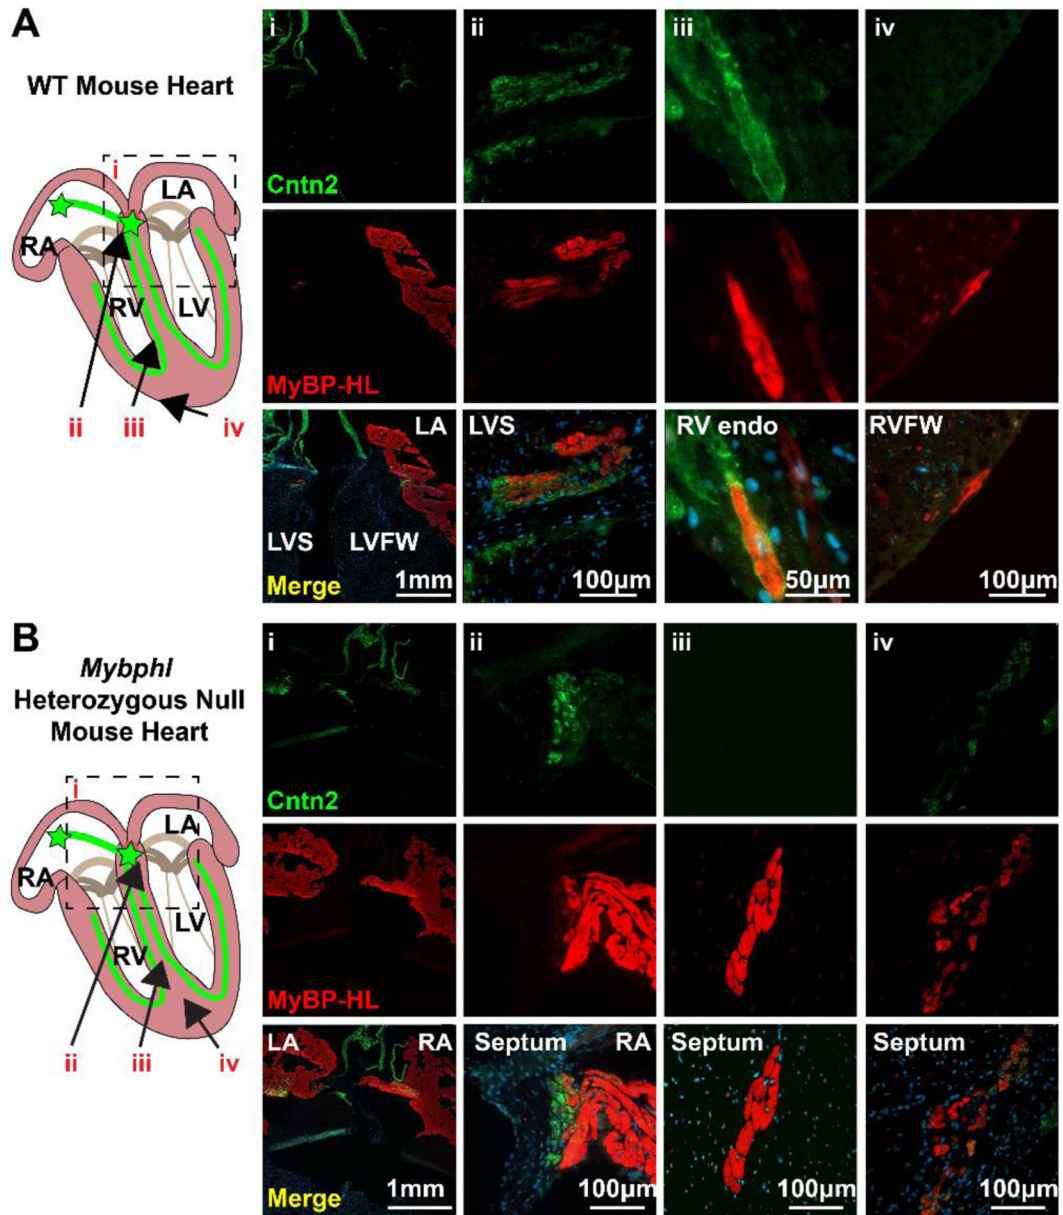 A
WT Mouse Heart
i
LA
RA
RV
LV
ii
iii
iv
i
ii
iii
iv
Cntn2
MyBP-HL
LA
LVS
RV endo
RVFW
LVS
LVFW
Merge
1mm
100µm
50µm
100µm
B
Mybphl
Heterozygous Null
Mouse Heart
i
LA
RA
LV
RV
ii
iii
iv
i
ii
iii
iv
Cntn2
MyBP-HL
LA
RA
Septum
RA
Septum
Septum
Merge
1mm
100µm
100µm
100µm